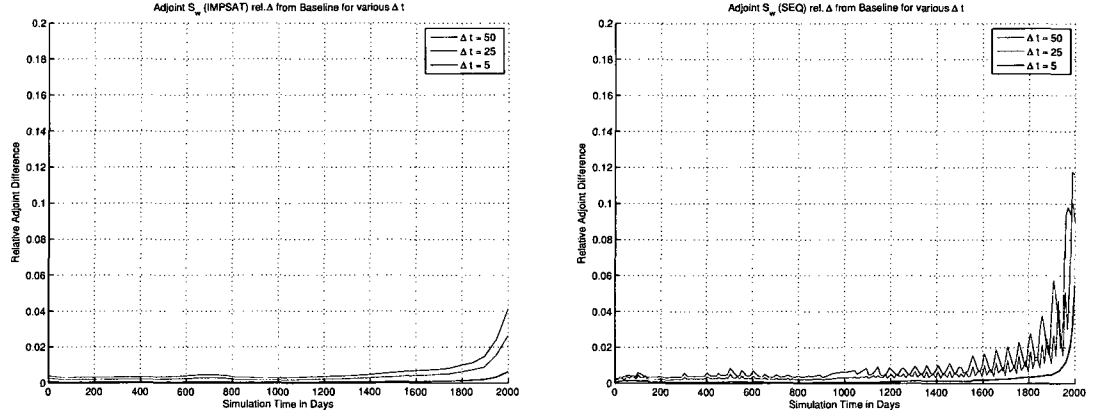 Adjoint S_w (IMPSAT) rel. Δ from Baseline for various Δ t
0.2
0.18
0.16
0.14
0.12
0.1
0.08
0.06
0.04
0.02
0
Relative Adjoint Difference
Δ t = 50
Δ t = 25
Δ t = 5
0 200 400 600 800 1000 1200 1400 1600 1800 2000
Simulation Time in Days
Adjoint S_w (SEQ) rel. Δ from Baseline for various Δ t
0.2
0.18
0.16
0.14
0.12
0.1
0.08
0.06
0.04
0.02
0
Relative Adjoint Difference
Δ t = 50
Δ t = 25
Δ t = 5
0 200 400 600 800 1000 1200 1400 1600 1800 2000
Simulation Time in Days